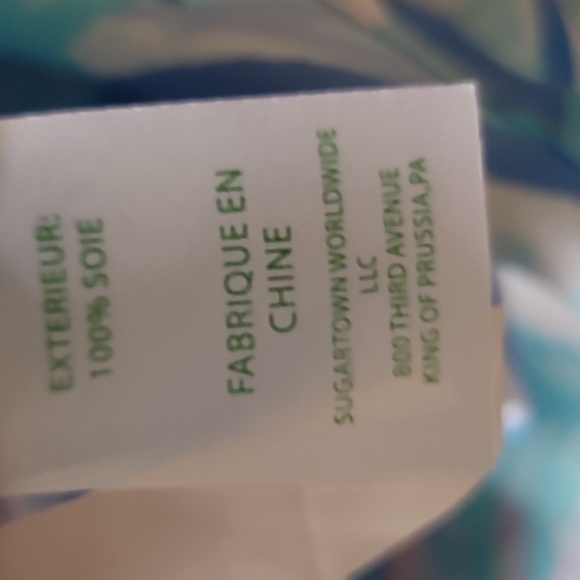 EXTERIEUR:
100% SOIE
FABRIQUE EN
CHINE
SUGARTOWN WORLDWIDE
LLC
800 THIRD AVENUE
KING OF PRUSSIA,PA